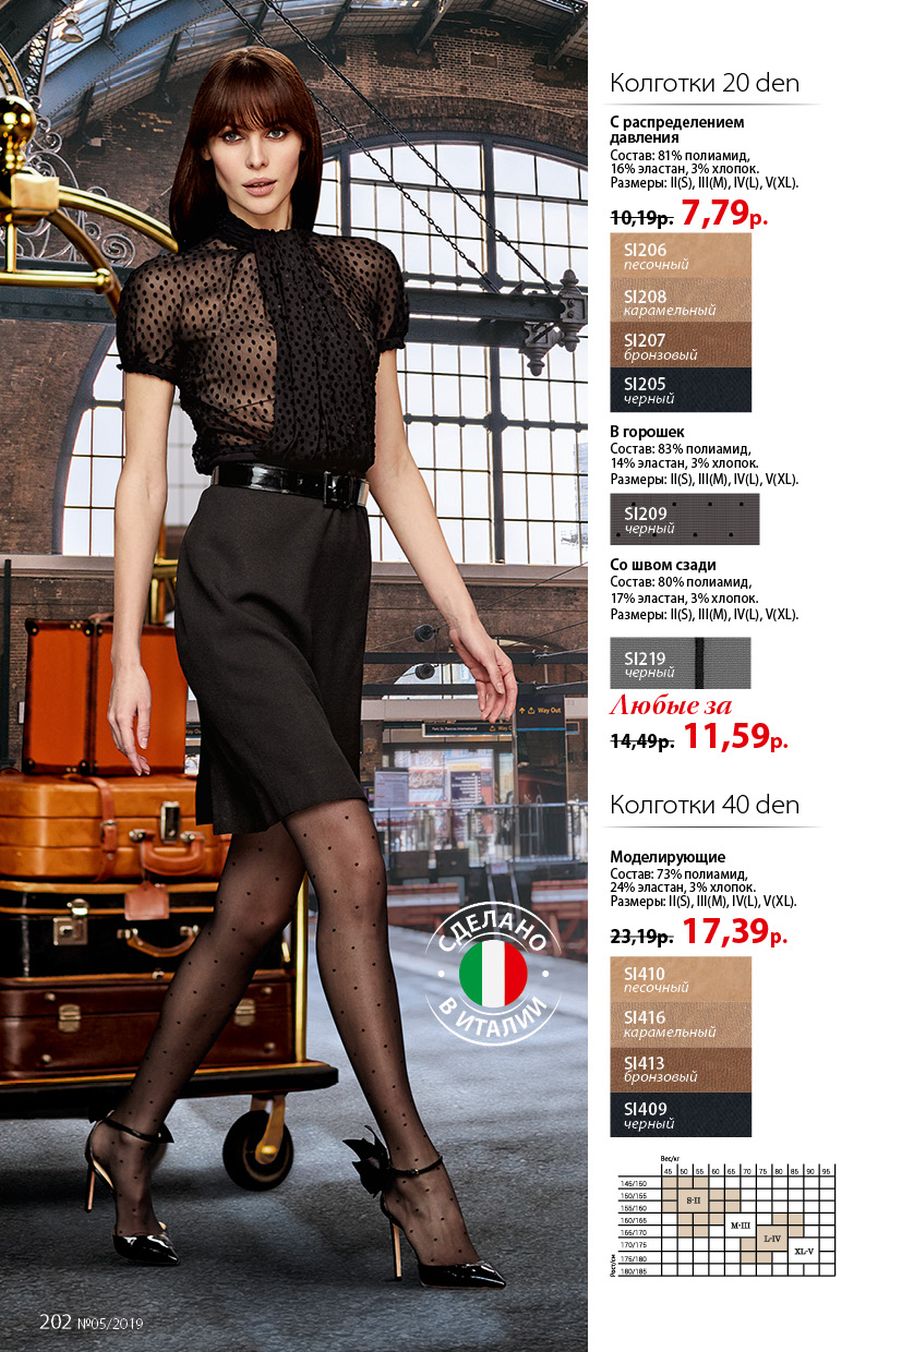 Колготки 20 den
С распределением
давления
Состав: 81% полиамид,
16% эластан, 3% хлопок.
Размеры: II(S), III(M), IV(L), V(XL).
10,19р. 7,79р.
SI206
песочный
SI208
карамельный
SI207
бронзовый
SI205
черный
В горошек
Состав: 83% полиамид,
14% эластан, 3% хлопок.
Размеры: II(S), III(M), IV(L), V(XL).
SI209
черный
Со швом сзади
Состав: 80% полиамид,
17% эластан, 3% хлопок.
Размеры: II(S), III(M), IV(L), V(XL).
SI219
черный
Любые за
14,49р. 11,59р.
Колготки 40 den
Моделирующие
Состав: 73% полиамид,
24% эластан, 3% хлопок.
Размеры: II(S), III(M), IV(L), V(XL).
23,19р. 17,39р.
SI410
песочный
SI416
карамельный
SI413
бронзовый
SI409
черный
Вес/кг
45 50 55 60 65 70 75 80 85 90 95
145/150
150/155
155/160
160/165
165/170
170/175
175/180
180/185
Рост/см
S-II
M-III
L-IV
XL-V
Way Out
Way Out
СДЕЛАНО
В ИТАЛИИ
202 №05/2019